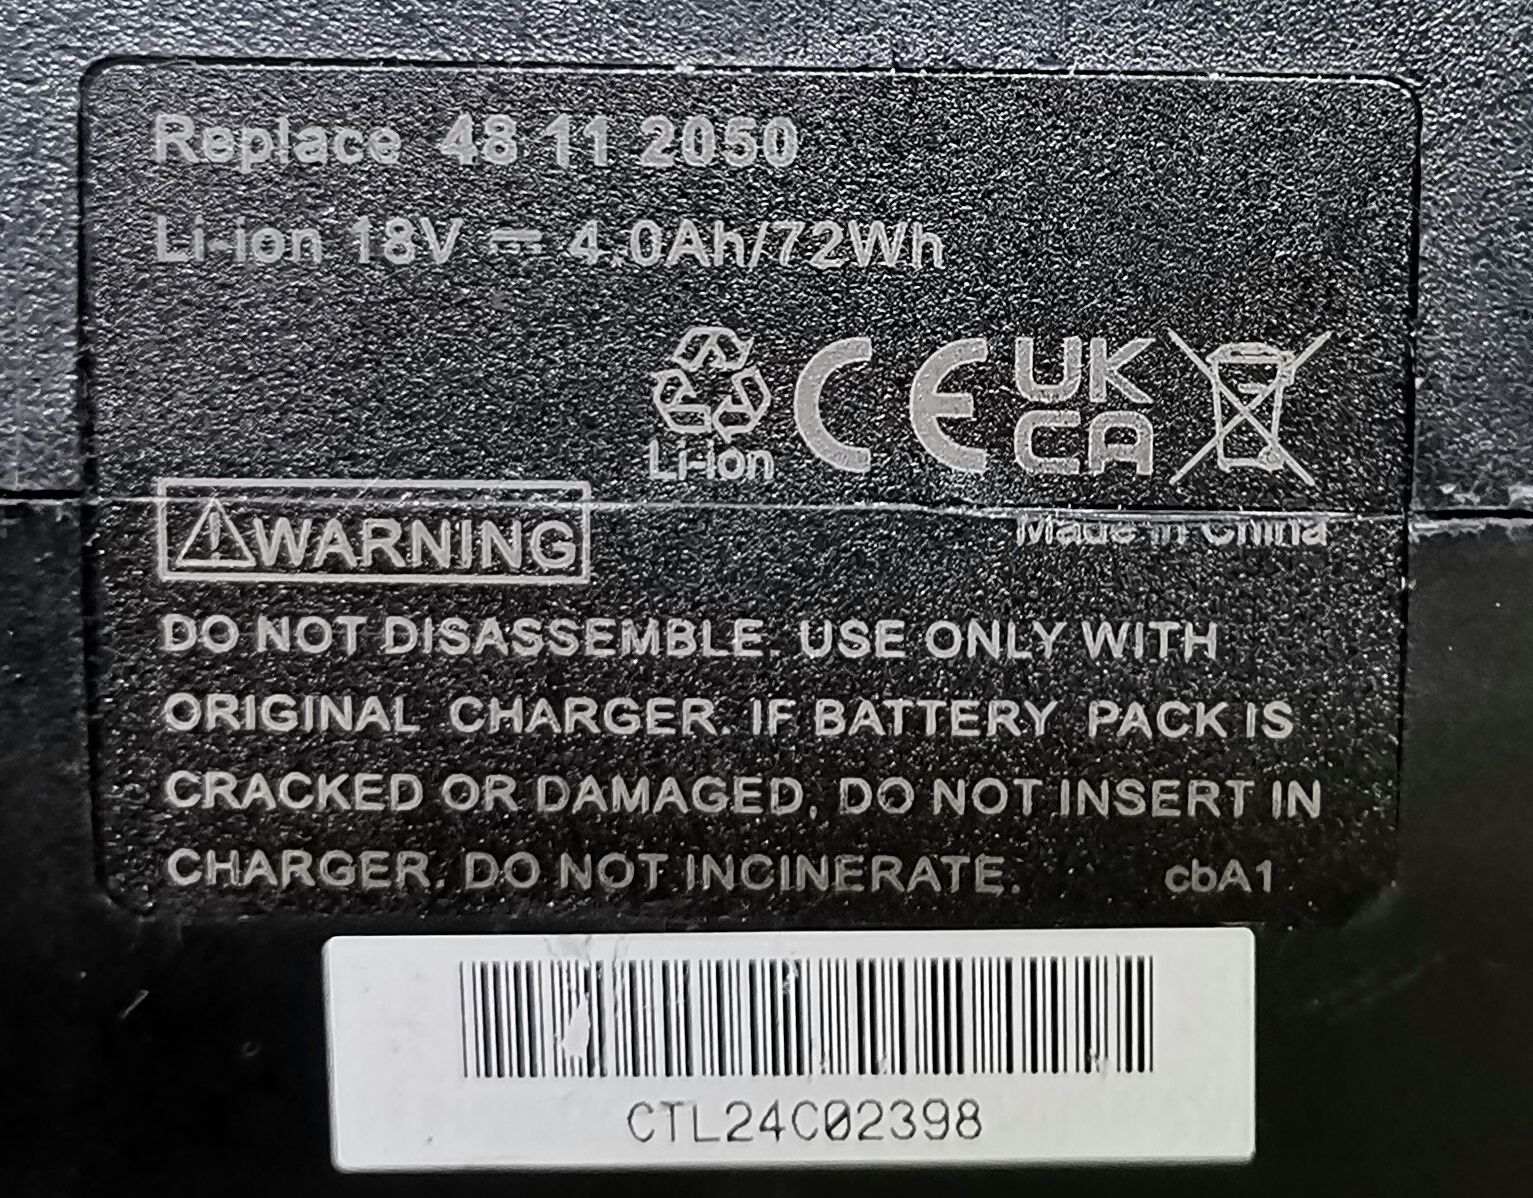 Replace 48 11 2050
Li-ion 18V ⎓ 4.0Ah/72Wh
Li-ion
CE
UK
CA
⚠WARNING
Made in China
DO NOT DISASSEMBLE. USE ONLY WITH
ORIGINAL CHARGER. IF BATTERY PACK IS
CRACKED OR DAMAGED, DO NOT INSERT IN
CHARGER. DO NOT INCINERATE. cbA1
CTL24C02398